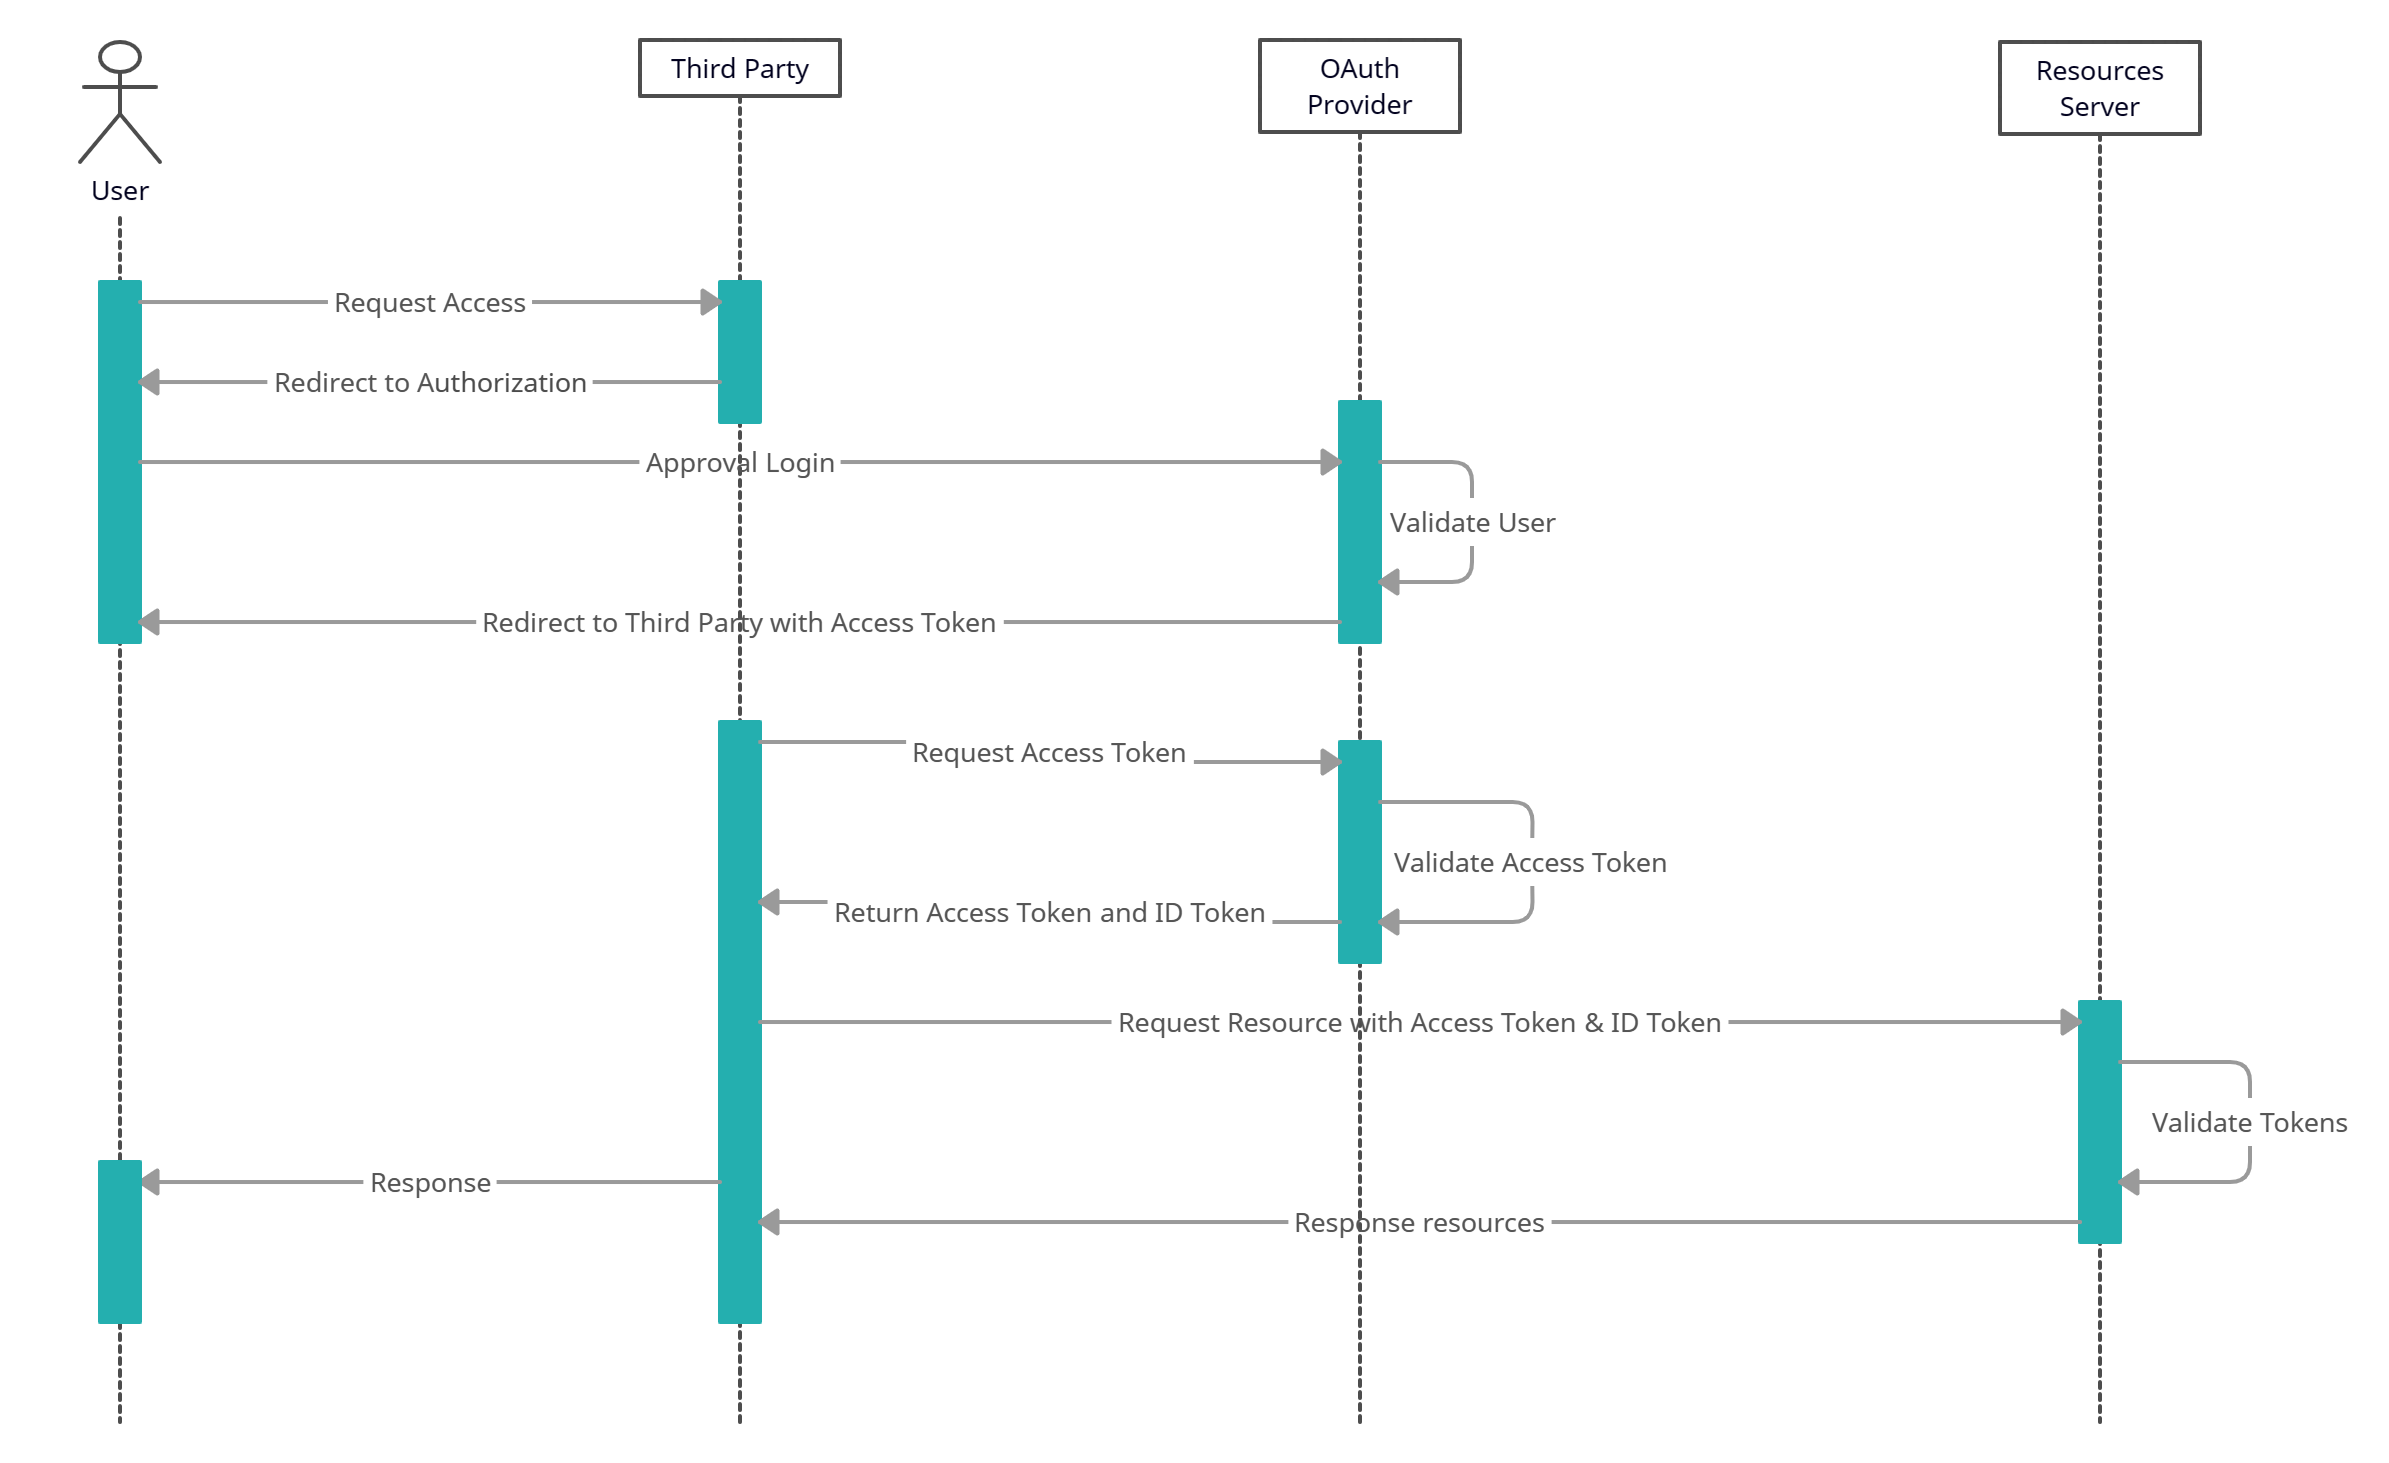 Third Party
OAuth
Provider
Resources
Server
User
Request Access
Redirect to Authorization
Approval Login
Validate User
Redirect to Third Party with Access Token
Request Access Token
Validate Access Token
Return Access Token and ID Token
Request Resource with Access Token & ID Token
Validate Tokens
Response
Response resources